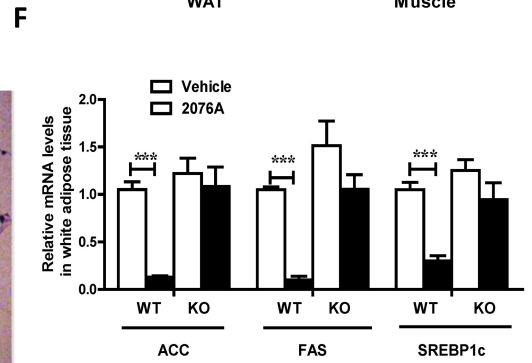 WAT Muscle
F
Vehicle
2076A
Relative mRNA levels
in white adipose tissue
2.0
1.5
1.0
0.5
0.0
*** *** ***
WT KO WT KO WT KO
ACC FAS SREBP1c